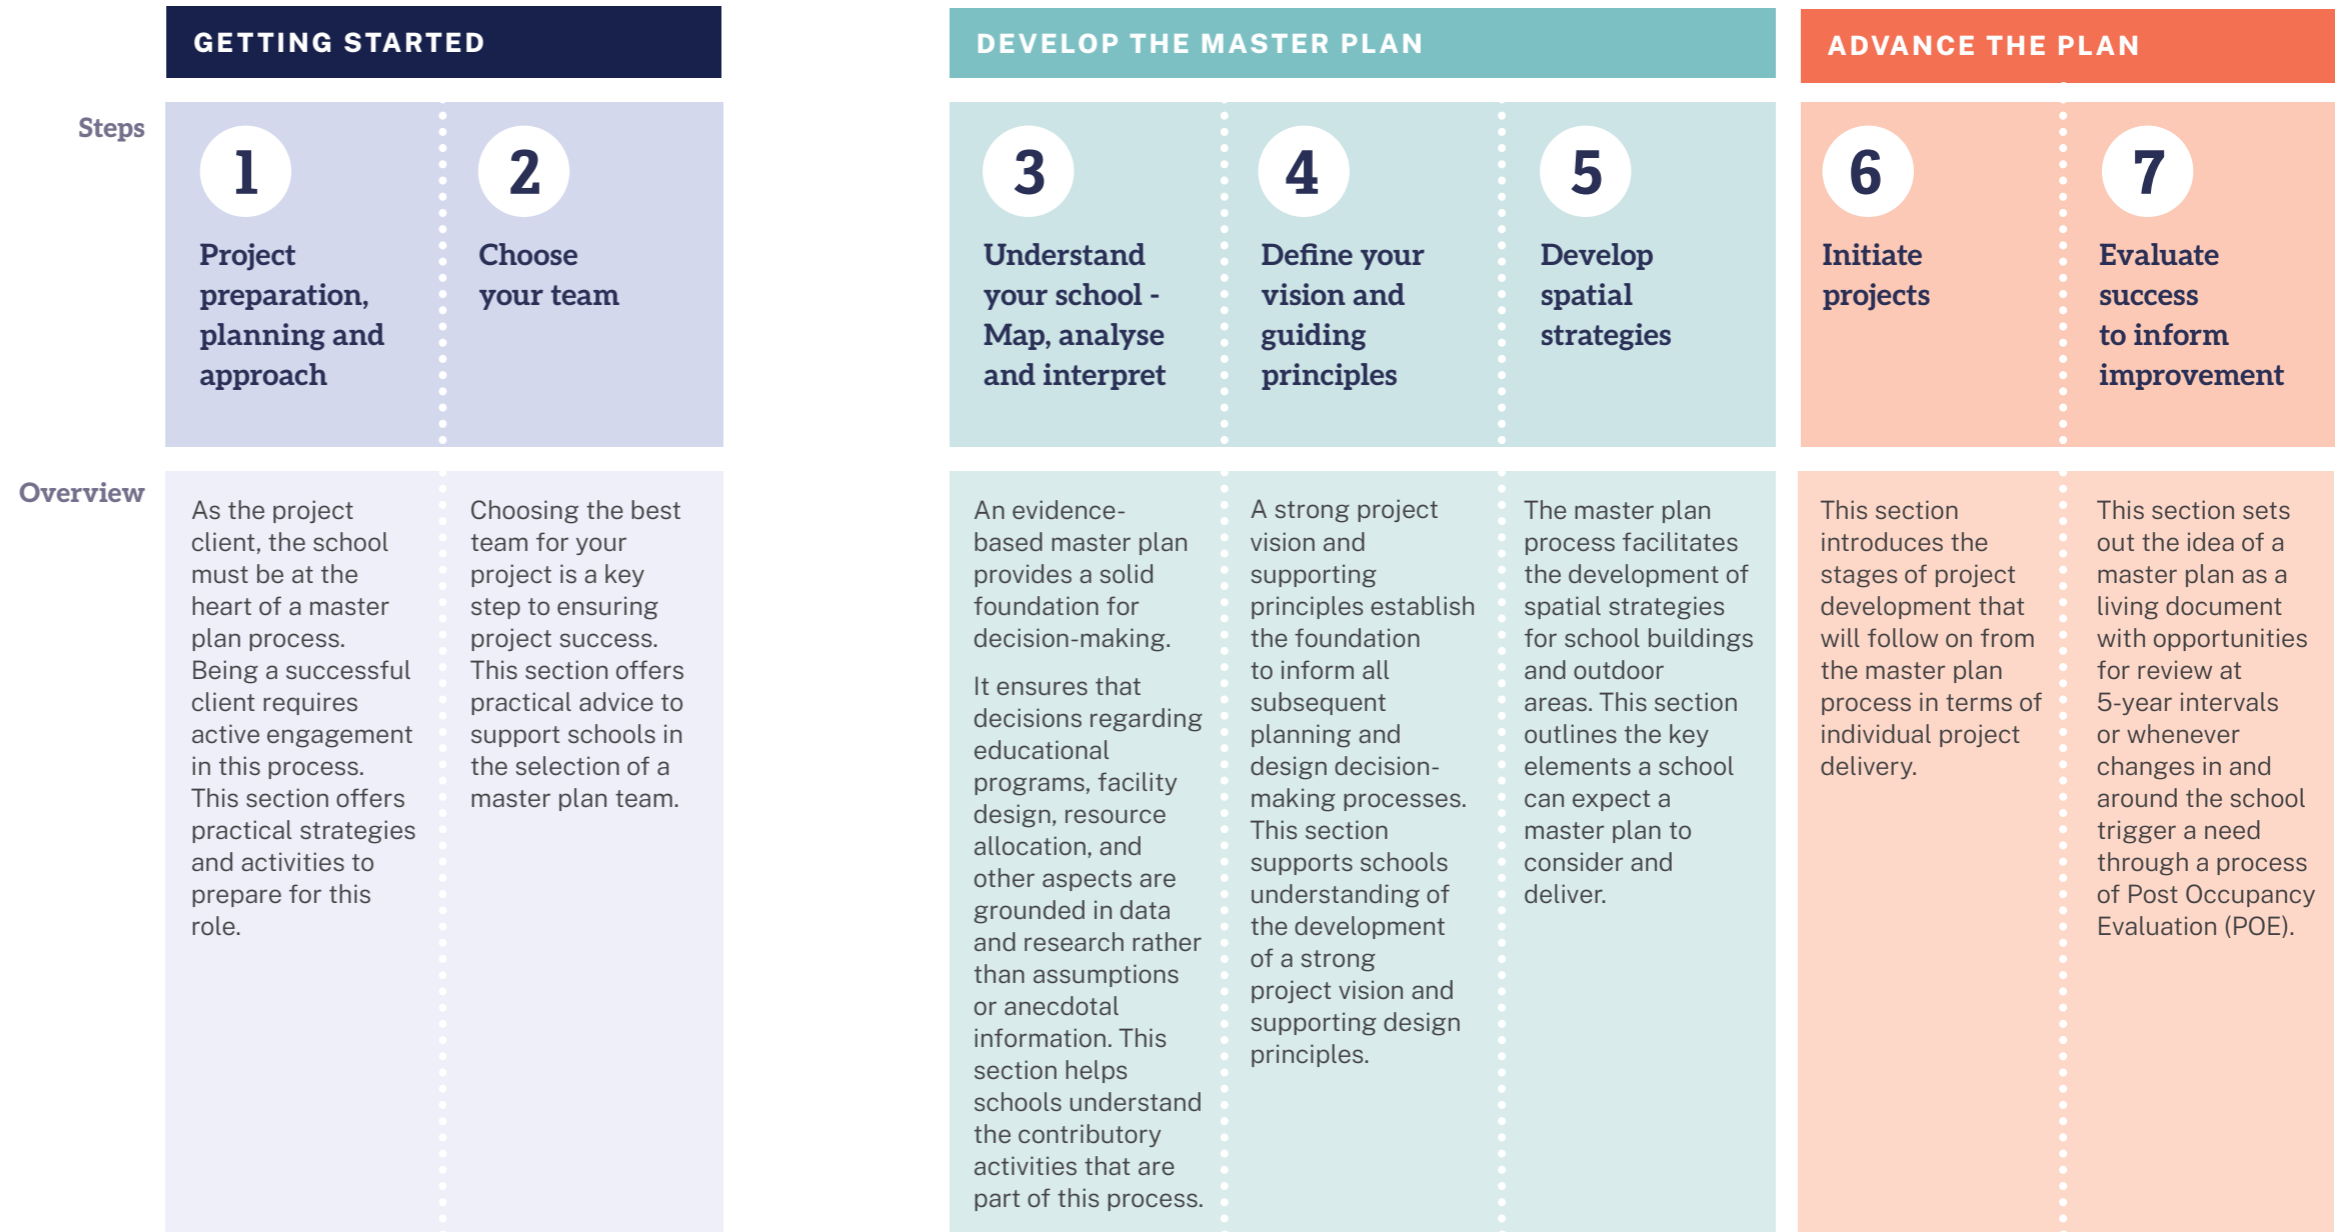 GETTING STARTED
DEVELOP THE MASTER PLAN
ADVANCE THE PLAN
Steps
1
Project
preparation,
planning and
approach
2
Choose
your team
3
Understand
your school -
Map, analyse
and interpret
4
Define your
vision and
guiding
principles
5
Develop
spatial
strategies
6
Initiate
projects
7
Evaluate
success
to inform
improvement
Overview
As the project
client, the school
must be at the
heart of a master
plan process.
Being a successful
client requires
active engagement
in this process.
This section offers
practical strategies
and activities to
prepare for this
role.
Choosing the best
team for your
project is a key
step to ensuring
project success.
This section offers
practical advice to
support schools in
the selection of a
master plan team.
An evidence-
based master plan
provides a solid
foundation for
decision-making.
It ensures that
decisions regarding
educational
programs, facility
design, resource
allocation, and
other aspects are
grounded in data
and research rather
than assumptions
or anecdotal
information. This
section helps
schools understand
the contributory
activities that are
part of this process.
A strong project
vision and
supporting
principles establish
the foundation
to inform all
subsequent
planning and
design decision-
making processes.
This section
supports schools
understanding of
the development
of a strong
project vision and
supporting design
principles.
The master plan
process facilitates
the development of
spatial strategies
for school buildings
and outdoor
areas. This section
outlines the key
elements a school
can expect a
master plan to
consider and
deliver.
This section
introduces the
stages of project
development that
will follow on from
the master plan
process in terms of
individual project
delivery.
This section sets
out the idea of a
master plan as a
living document
with opportunities
for review at
5-year intervals
or whenever
changes in and
around the school
trigger a need
through a process
of Post Occupancy
Evaluation (POE).